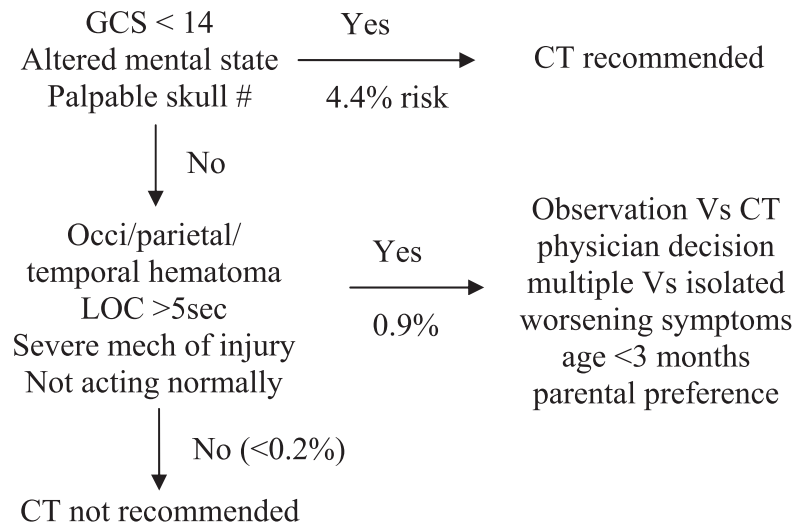 GCS < 14
Altered mental state
Palpable skull #
Yes
4.4% risk
CT recommended
No
Occi/parietal/
temporal hematoma
LOC >5sec
Severe mech of injury
Not acting normally
Yes
0.9%
Observation Vs CT
physician decision
multiple Vs isolated
worsening symptoms
age <3 months
parental preference
No (<0.2%)
CT not recommended